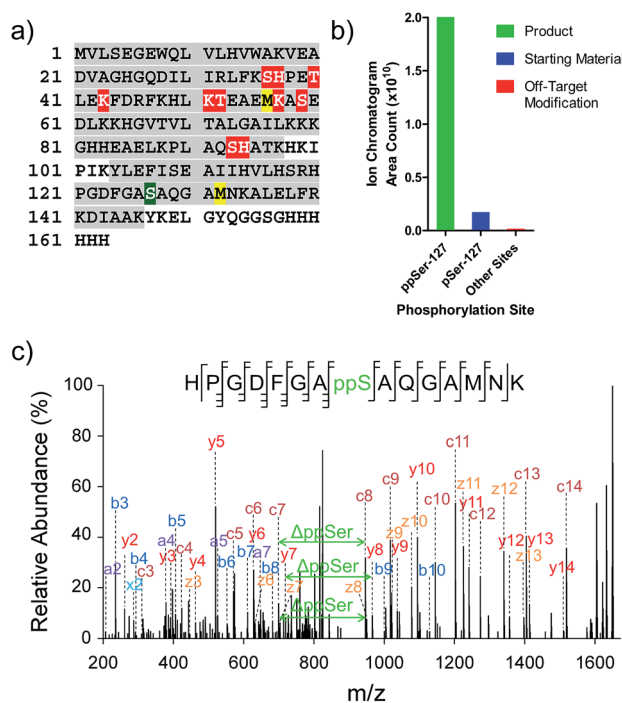 a)
1 MVLSEGEWQL VLHVWAKVEA
21 DVAGHGQDIL IRLFKSHPET
41 LEKFDRFKHL KTEAEMKASE
61 DLKKHGVTVL TALGAILKKK
81 GHHEAELKPL AQSHATKHKI
101 PIKYLEFISE AIIHVLHSRH
121 PGDFGASAQG AMNKALELFR
141 KDIAAKYKEL GYQGGSGHHH
161 HHH
b)
Ion Chromatogram
Area Count (x10¹⁰)
2.0
1.5
1.0
0.5
0.0
ppSer-127
pSer-127
Other Sites
Phosphorylation Site
Product
Starting Material
Off-Target
Modification
c)
HPGDFGAppSAQGAMNK
Relative Abundance (%)
100
80
60
40
20
0
b3
y2
a2
x2
b4
c3
a4
y3
b5
c4
z3
y4
y5
a5
b6
c5
c6
y6
b7
a7
z6
b8
c7
y7
z7
ΔppSer
ΔppSer
ΔppSer
z8
c8
y8
b9
c9
z9
y9
y10
z10
b10
c10
c11
z11
y11
c12
z12
y12
c13
y13
z13
y14
c14
200
400
600
800
1000
1200
1400
1600
m/z